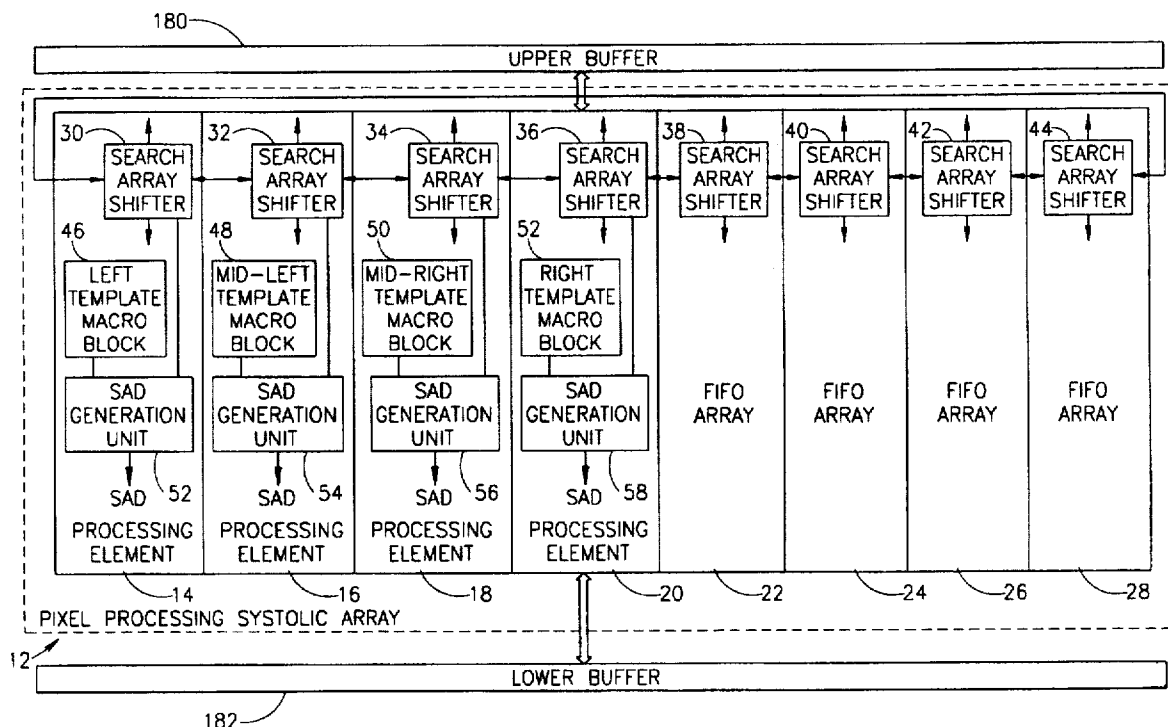 180
UPPER BUFFER
30 32 34 36 38 40 42 44
SEARCH ARRAY SHIFTER
SEARCH ARRAY SHIFTER
SEARCH ARRAY SHIFTER
SEARCH ARRAY SHIFTER
SEARCH ARRAY SHIFTER
SEARCH ARRAY SHIFTER
SEARCH ARRAY SHIFTER
SEARCH ARRAY SHIFTER
46 48 50 52
LEFT TEMPLATE MACRO BLOCK
MID-LEFT TEMPLATE MACRO BLOCK
MID-RIGHT TEMPLATE MACRO BLOCK
RIGHT TEMPLATE MACRO BLOCK
SAD GENERATION UNIT
SAD GENERATION UNIT
SAD GENERATION UNIT
SAD GENERATION UNIT
FIFO ARRAY
FIFO ARRAY
FIFO ARRAY
FIFO ARRAY
SAD 52
SAD 54
SAD 56
SAD 58
PROCESSING ELEMENT
PROCESSING ELEMENT
PROCESSING ELEMENT
PROCESSING ELEMENT
14 16 18 20 22 24 26 28
PIXEL PROCESSING SYSTOLIC ARRAY
12
LOWER BUFFER
182